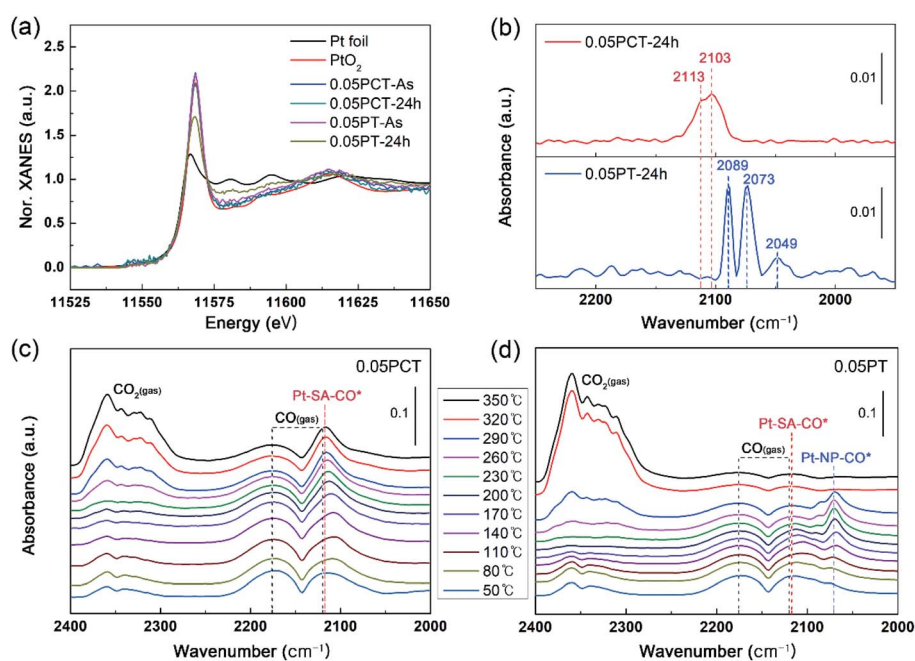 (a)
2.5
2.0
1.5
1.0
0.5
0.0
Nor. XANES (a.u.)
Pt foil
PtO₂
0.05PCT-As
0.05PCT-24h
0.05PT-As
0.05PT-24h
11525 11550 11575 11600 11625 11650
Energy (eV)
(b)
0.05PCT-24h
2103
2113
0.01
0.05PT-24h
2089
2073
2049
0.01
Absorbance (a.u.)
2200 2100 2000
Wavenumber (cm⁻¹)
(c)
0.05PCT
CO₂(gas)
Pt-SA-CO*
CO(gas)
0.1
Absorbance (a.u.)
2400 2300 2200 2100 2000
Wavenumber (cm⁻¹)
350℃
320℃
290℃
260℃
230℃
200℃
170℃
140℃
110℃
80℃
50℃
(d)
0.05PT
CO₂(gas)
Pt-SA-CO*
CO(gas)
Pt-NP-CO*
0.1
2400 2300 2200 2100 2000
Wavenumber (cm⁻¹)